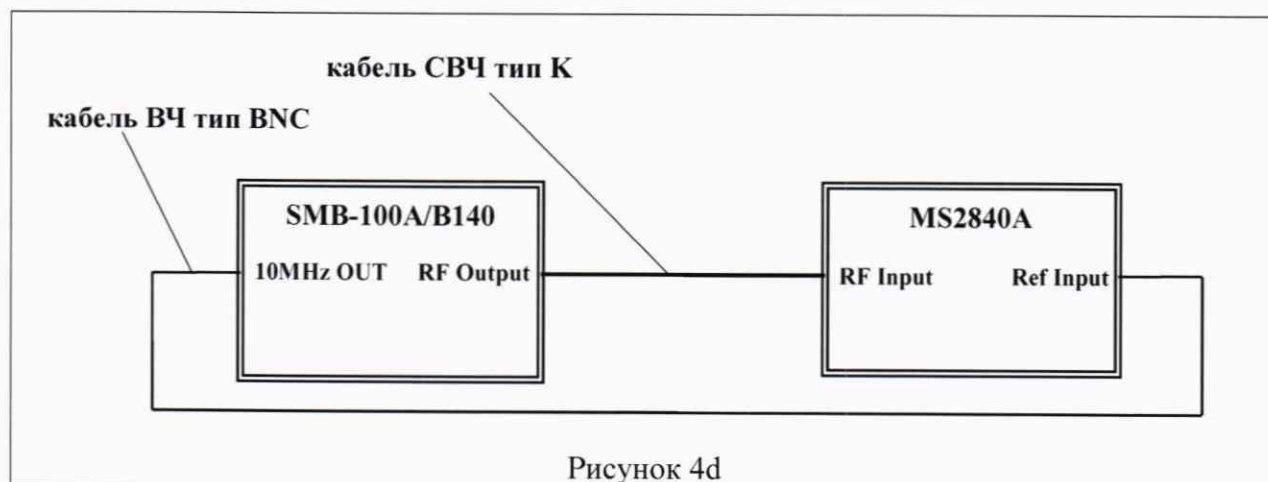 кабель СВЧ тип K
кабель ВЧ тип BNC
SMB-100A/B140
10MHz OUT RF Output
MS2840A
RF Input Ref Input
Рисунок 4d